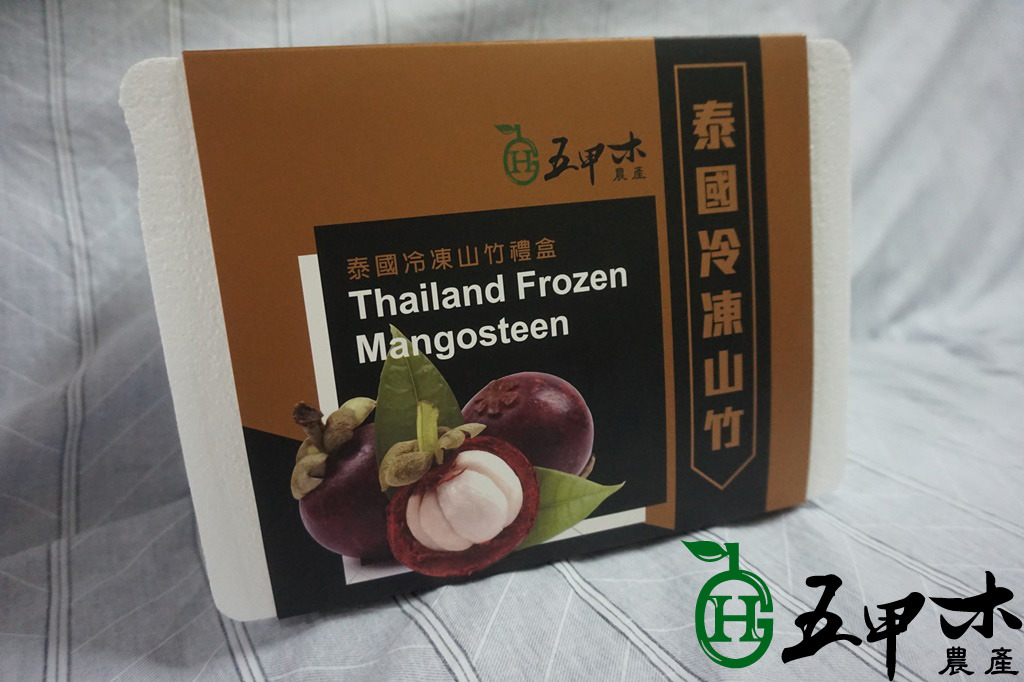 五甲木
農產
泰國冷凍山竹禮盒
Thailand Frozen
Mangosteen
泰國冷凍山竹
五甲木
農產